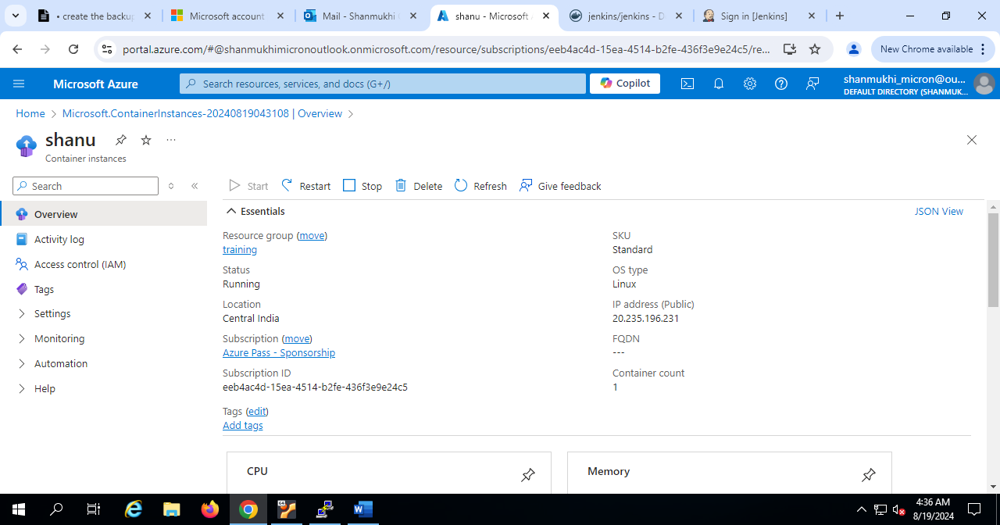 • create the backup
Microsoft account
Mail - Shanmukhi
shanu - Microsoft
jenkins/jenkins - D
Sign in [Jenkins]
portal.azure.com/#@shanmukhimicronoutlook.onmicrosoft.com/resource/subscriptions/eeb4ac4d-15ea-4514-b2fe-436f3e9e24c5/re...
New Chrome available
Microsoft Azure
Search resources, services, and docs (G+/)
Copilot
shanmukhi_micron@ou...
DEFAULT DIRECTORY (SHANMUK...
Home > Microsoft.ContainerInstances-20240819043108 | Overview >
shanu
...
Container instances
Search
Start
Restart
Stop
Delete
Refresh
Give feedback
Overview
Activity log
Access control (IAM)
Tags
Settings
Monitoring
Automation
Help
Essentials
JSON View
Resource group (move)
training
Status
Running
Location
Central India
Subscription (move)
Azure Pass - Sponsorship
Subscription ID
eeb4ac4d-15ea-4514-b2fe-436f3e9e24c5
SKU
Standard
OS type
Linux
IP address (Public)
20.235.196.231
FQDN
---
Container count
1
Tags (edit)
Add tags
CPU
Memory
4:36 AM
8/19/2024